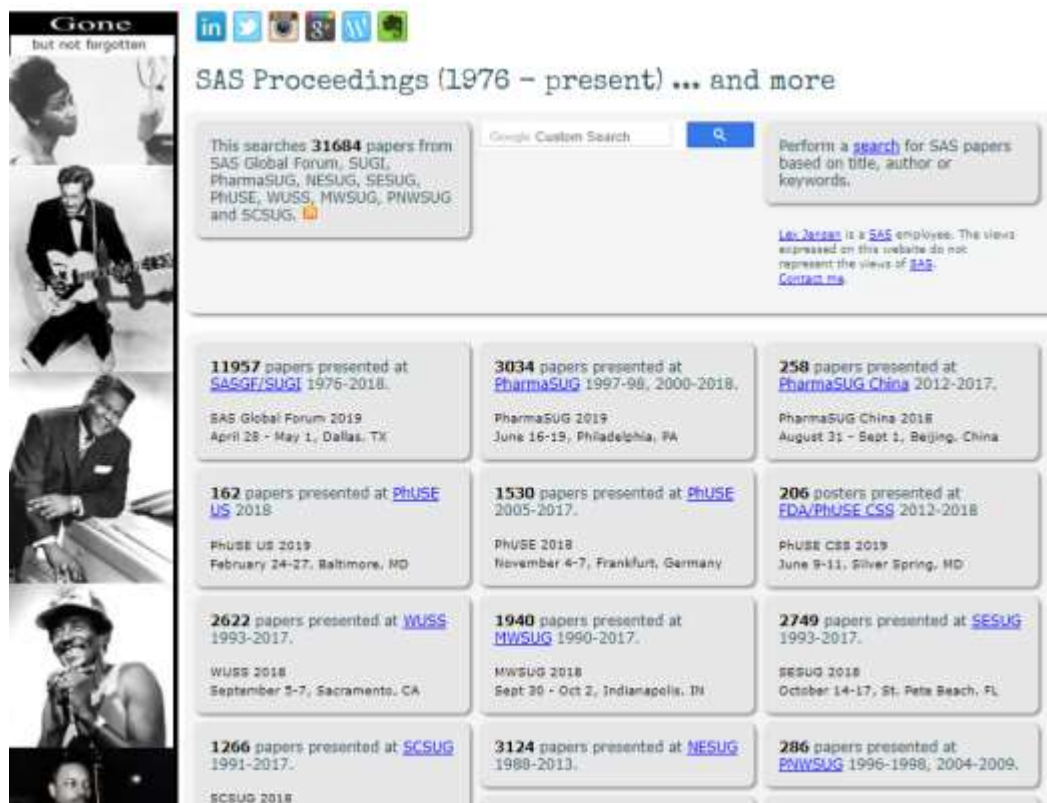 Gone
but not forgotten
SAS Proceedings (1976 - present) ... and more
This searches 31684 papers from
SAS Global Forum, SUGI,
PharmaSUG, NESUG, SESUG,
PhUSE, WUSS, MWSUG, PNWSUG
and SCSUG.
Google Custom Search
Perform a search for SAS papers
based on title, author or
keywords.
Lex Jansen is a SAS employee. The views
expressed on this website do not
represent the views of SAS.
Contact me.
11957 papers presented at
SASGF/SUGI 1976-2018.
SAS Global Forum 2019
April 28 - May 1, Dallas, TX
3034 papers presented at
PharmaSUG 1997-98, 2000-2018.
PharmaSUG 2019
June 16-19, Philadelphia, PA
258 papers presented at
PharmaSUG China 2012-2017.
PharmaSUG China 2018
August 31 - Sept 1, Beijing, China
162 papers presented at PhUSE
US 2018
PhUSE US 2019
February 24-27, Baltimore, MD
1530 papers presented at PhUSE
2005-2017.
PhUSE 2018
November 4-7, Frankfurt, Germany
206 posters presented at
FDA/PhUSE CSS 2012-2018
PhUSE CSS 2019
June 9-11, Silver Spring, MD
2622 papers presented at WUSS
1993-2017.
WUSS 2018
September 5-7, Sacramento, CA
1940 papers presented at
MWSUG 1990-2017.
MWSUG 2018
Sept 30 - Oct 2, Indianapolis, IN
2749 papers presented at SESUG
1993-2017.
SESUG 2018
October 14-17, St. Pete Beach, FL
1266 papers presented at SCSUG
1991-2017.
SCSUG 2018
3124 papers presented at NESUG
1988-2013.
286 papers presented at
PNWSUG 1996-1998, 2004-2009.